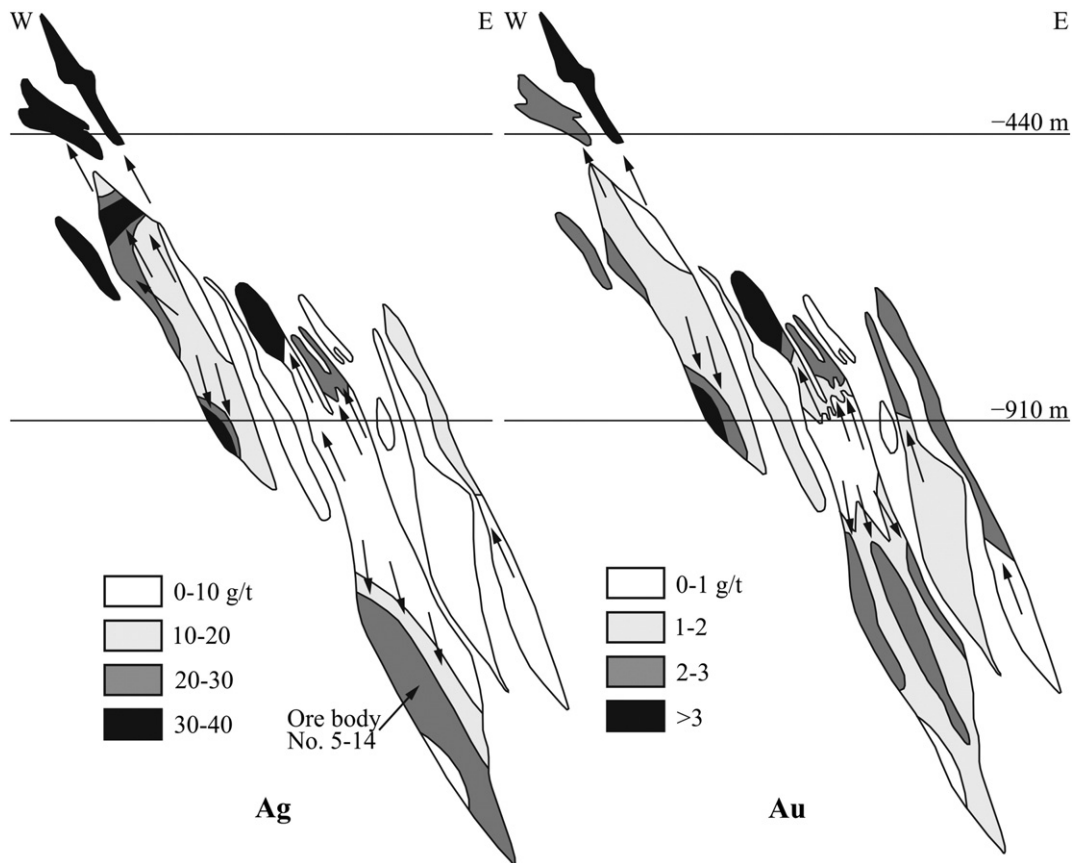 W E W E
−440 m
−910 m
0-10 g/t
10-20
20-30
30-40
Ore body
No. 5-14
Ag
0-1 g/t
1-2
2-3
>3
Au